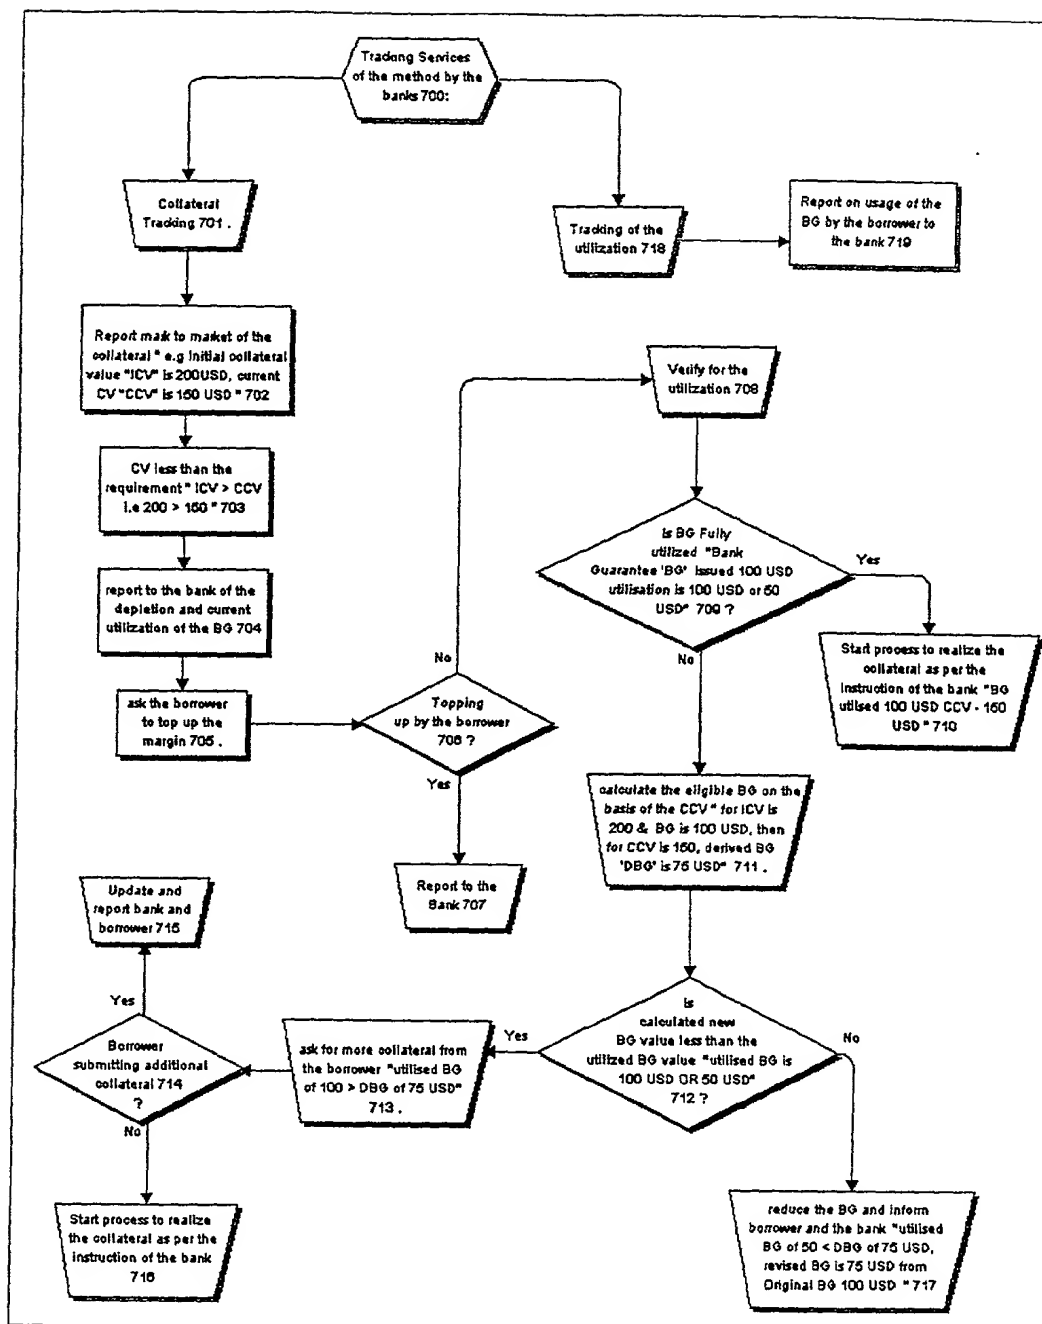 Tracking Services
of the method by the
banks 700:
Collateral
Tracking 701 .
Tracking of the
utilization 718
Report on usage of the
BG by the borrower to
the bank 719
Report mark to market of the
collateral " e.g Initial collateral
value "ICV" is 200USD, current
CV "CCV" is 150 USD " 702
CV less than the
requirement " ICV > CCV
i.e 200 > 150 " 703
report to the bank of the
depletion and current
utilization of the BG 704
ask the borrower
to top up the
margin 705 .
No
Topping
up by the borrower
706 ?
Yes
Report to the
Bank 707
Verify for the
utilization 708
Is BG Fully
utilized "Bank
Guarantee 'BG' issued 100 USD
utilisation is 100 USD or 50
USD" 709 ?
Yes
No
Start process to realize the
collateral as per the
Instruction of the bank "BG
utilised 100 USD CCV - 150
USD " 710
calculate the eligible BG on the
basis of the CCV " for ICV is
200 & BG is 100 USD, then
for CCV is 150, derived BG
'DBG' is 75 USD" 711 .
Is
calculated new
BG value less than the
utilized BG value "utilised BG is
100 USD OR 50 USD"
712 ?
Yes
No
ask for more collateral from
the borrower "utilised BG
of 100 > DBG of 75 USD"
713 .
Update and
report bank and
borrower 715
Yes
Borrower
submitting additional
collateral 714
?
No
Start process to realize
the collateral as per the
instruction of the bank
716
reduce the BG and inform
borrower and the bank "utilised
BG of 50 < DBG of 75 USD,
revised BG is 75 USD from
Original BG 100 USD " 717